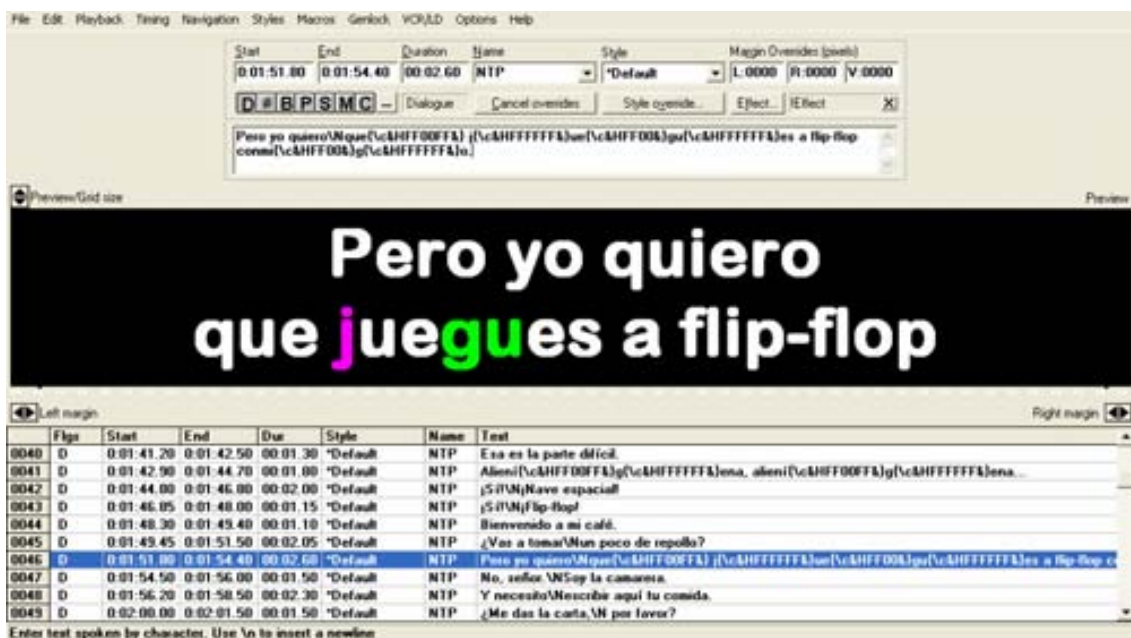 File Edit Playback Timing Navigation Styles Macros Genlock VCR/LD Options Help
Start End Duration Name Style Margin Overrides (pixels)
0:01:51.80 0:01:54.40 00:02.60 NTP *Default L:0000 R:0000 V:0000
D # B P S M C -- Dialogue Cancel overrides Style override... Effect... !Effect X
Pero yo quiero\Nque{\c&HFF00FF&} j{\c&HFFFFFF&}ue{\c&HFF00&}gu{\c&HFFFFFF&}es a flip-flop
conmi{\c&HFF00&}g{\c&HFFFFFF&}o.
Preview/Grid size Preview
Pero yo quiero
que juegues a flip-flop
Left margin Right margin
Flgs Start End Dur Style Name Text
0040 D 0:01:41.20 0:01:42.50 00:01.30 *Default NTP Esa es la parte difícil.
0041 D 0:01:42.90 0:01:44.70 00:01.80 *Default NTP Alení{\c&HFF00FF&}g{\c&HFFFFFF&}ena, alení{\c&HFF00FF&}g{\c&HFFFFFF&}ena...
0042 D 0:01:44.80 0:01:46.80 00:02.00 *Default NTP ¡Sí!\N¡Nave espacial!
0043 D 0:01:46.85 0:01:48.00 00:01.15 *Default NTP ¡Sí!\N¡Flip-flop!
0044 D 0:01:48.30 0:01:49.40 00:01.10 *Default NTP Bienvenido a mi café.
0045 D 0:01:49.45 0:01:51.50 00:02.05 *Default NTP ¿Vas a tomar\Nun poco de repollo?
0046 D 0:01:51.80 0:01:54.40 00:02.60 *Default NTP Pero yo quiero\Nque{\c&HFF00FF&} j{\c&HFFFFFF&}ue{\c&HFF00&}gu{\c&HFFFFFF&}es a flip-flop co
0047 D 0:01:54.50 0:01:56.00 00:01.50 *Default NTP No, señor.\NSoy la camarera.
0048 D 0:01:56.20 0:01:58.50 00:02.30 *Default NTP Y necesito\Nescribir aquí tu comida.
0049 D 0:02:00.00 0:02:01.50 00:01.50 *Default NTP ¿Me das la carta,\N por favor?
Enter text spoken by character. Use \n to insert a newline